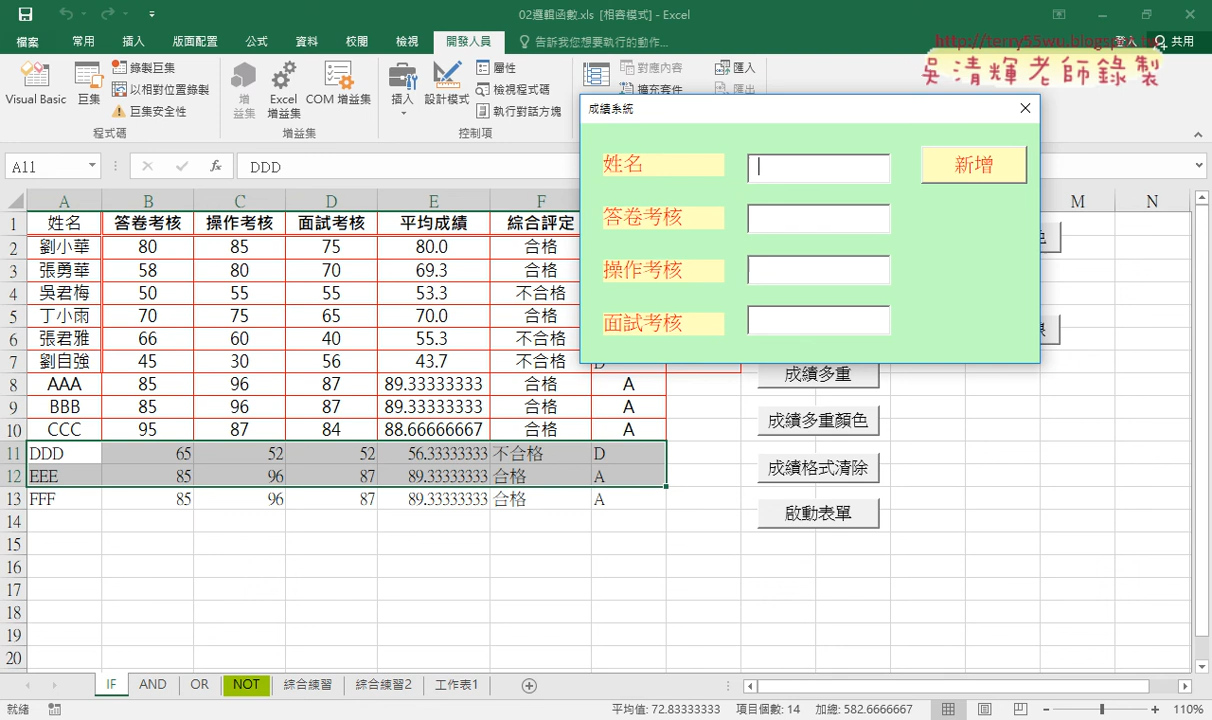 02邏輯函數.xls [相容模式] - Excel
檔案 常用 插入 版面配置 公式 資料 校閱 檢視 開發人員 告訴我您想要執行的動作... 登入 共用
http://terry55wu.blogspot.tw
吳清輝老師錄製
Visual Basic 巨集 錄製巨集 以相對位置錄製 巨集安全性 程式碼
增益集 Excel 增益集 COM 增益集 增益集
插入 設計模式 屬性 檢視程式碼 執行對話方塊 控制項
對應內容 擴充套件 匯入 匯出
A11 fx DDD
成績系統
姓名 新增
答卷考核
操作考核
面試考核
A B C D E F M N
1 姓名 答卷考核 操作考核 面試考核 平均成績 綜合評定
2 劉小華 80 85 75 80.0 合格
3 張勇華 58 80 70 69.3 合格
4 吳君梅 50 55 55 53.3 不合格
5 丁小雨 70 75 65 70.0 合格
6 張君雅 66 60 40 55.3 不合格
7 劉自強 45 30 56 43.7 不合格 D
8 AAA 85 96 87 89.33333333 合格 A
9 BBB 85 96 87 89.33333333 合格 A
10 CCC 95 87 84 88.66666667 合格 A
11 DDD 65 52 52 56.33333333 不合格 D
12 EEE 85 96 87 89.33333333 合格 A
13 FFF 85 96 87 89.33333333 合格 A
14
15
16
17
18
19
20
成績多重
成績多重顏色
成績格式清除
啟動表單
IF AND OR NOT 綜合練習 綜合練習2 工作表1
就緒 平均值: 72.83333333 項目個數: 14 加總: 582.6666667 110%